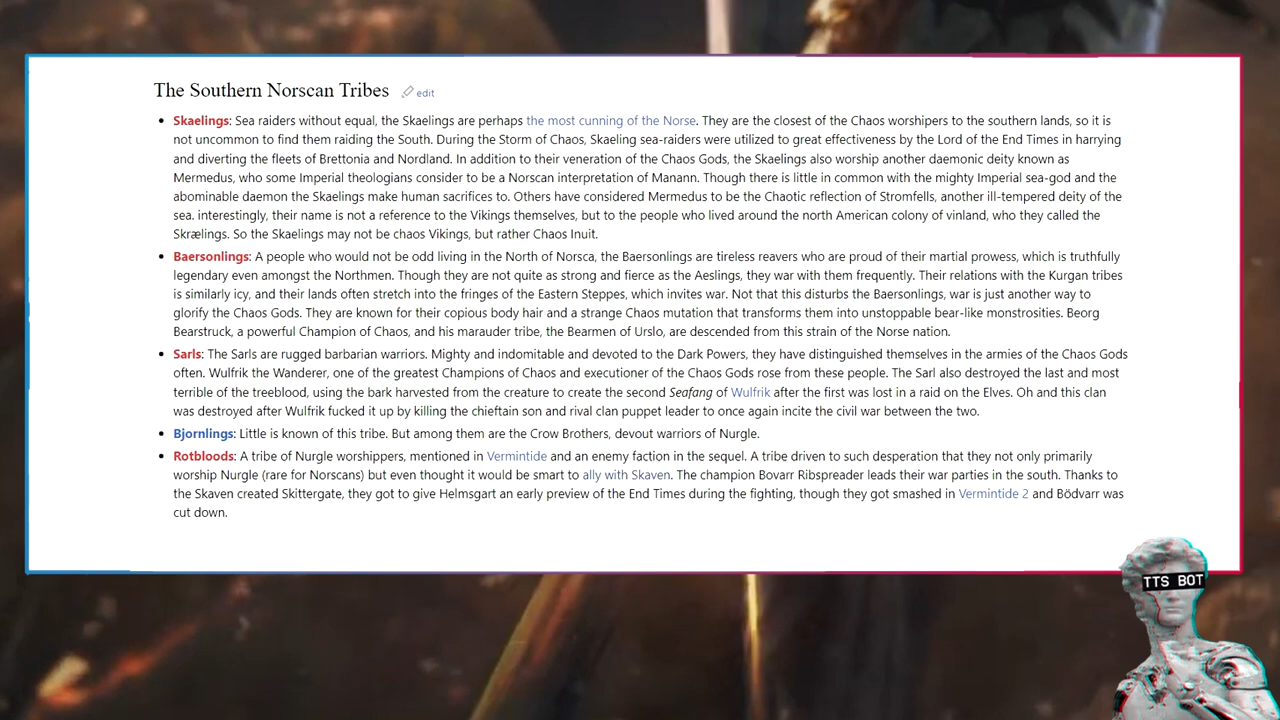 The Southern Norscan Tribes edit
Skaelings: Sea raiders without equal, the Skaelings are perhaps the most cunning of the Norse. They are the closest of the Chaos worshipers to the southern lands, so it is
not uncommon to find them raiding the South. During the Storm of Chaos, Skaeling sea-raiders were utilized to great effectiveness by the Lord of the End Times in harrying
and diverting the fleets of Brettonia and Nordland. In addition to their veneration of the Chaos Gods, the Skaelings also worship another daemonic deity known as
Mermedus, who some Imperial theologians consider to be a Norscan interpretation of Manann. Though there is little in common with the mighty Imperial sea-god and the
abominable daemon the Skaelings make human sacrifices to. Others have considered Mermedus to be the Chaotic reflection of Stromfells, another ill-tempered deity of the
sea. interestingly, their name is not a reference to the Vikings themselves, but to the people who lived around the north American colony of vinland, who they called the
Skrælings. So the Skaelings may not be chaos Vikings, but rather Chaos Inuit.
Baersonlings: A people who would not be odd living in the North of Norsca, the Baersonlings are tireless reavers who are proud of their martial prowess, which is truthfully
legendary even amongst the Northmen. Though they are not quite as strong and fierce as the Aeslings, they war with them frequently. Their relations with the Kurgan tribes
is similarly icy, and their lands often stretch into the fringes of the Eastern Steppes, which invites war. Not that this disturbs the Baersonlings, war is just another way to
glorify the Chaos Gods. They are known for their copious body hair and a strange Chaos mutation that transforms them into unstoppable bear-like monstrosities. Beorg
Bearstruck, a powerful Champion of Chaos, and his marauder tribe, the Bearmen of Urslo, are descended from this strain of the Norse nation.
Sarls: The Sarls are rugged barbarian warriors. Mighty and indomitable and devoted to the Dark Powers, they have distinguished themselves in the armies of the Chaos Gods
often. Wulfrik the Wanderer, one of the greatest Champions of Chaos and executioner of the Chaos Gods rose from these people. The Sarl also destroyed the last and most
terrible of the treeblood, using the bark harvested from the creature to create the second Seafang of Wulfrik after the first was lost in a raid on the Elves. Oh and this clan
was destroyed after Wulfrik fucked it up by killing the chieftain son and rival clan puppet leader to once again incite the civil war between the two.
Bjornlings: Little is known of this tribe. But among them are the Crow Brothers, devout warriors of Nurgle.
Rotbloods: A tribe of Nurgle worshippers, mentioned in Vermintide and an enemy faction in the sequel. A tribe driven to such desperation that they not only primarily
worship Nurgle (rare for Norscans) but even thought it would be smart to ally with Skaven. The champion Bovarr Ribspreader leads their war parties in the south. Thanks to
the Skaven created Skittergate, they got to give Helmsgart an early preview of the End Times during the fighting, though they got smashed in Vermintide 2 and Bödvarr was
cut down.
TTS BOT